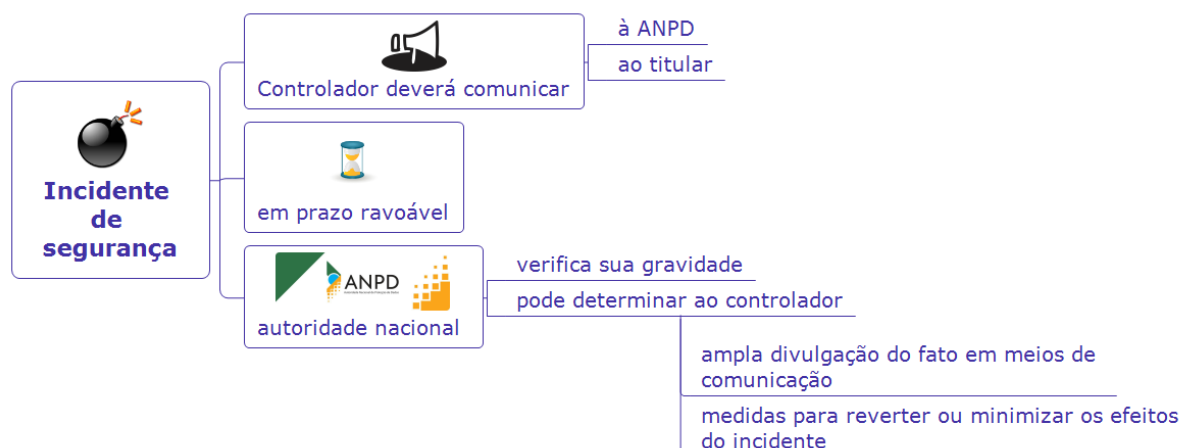 Incidente
de
segurança
Controlador deverá comunicar
à ANPD
ao titular
em prazo ravoável
ANPD
autoridade nacional
verifica sua gravidade
pode determinar ao controlador
ampla divulgação do fato em meios de
comunicação
medidas para reverter ou minimizar os efeitos
do incidente